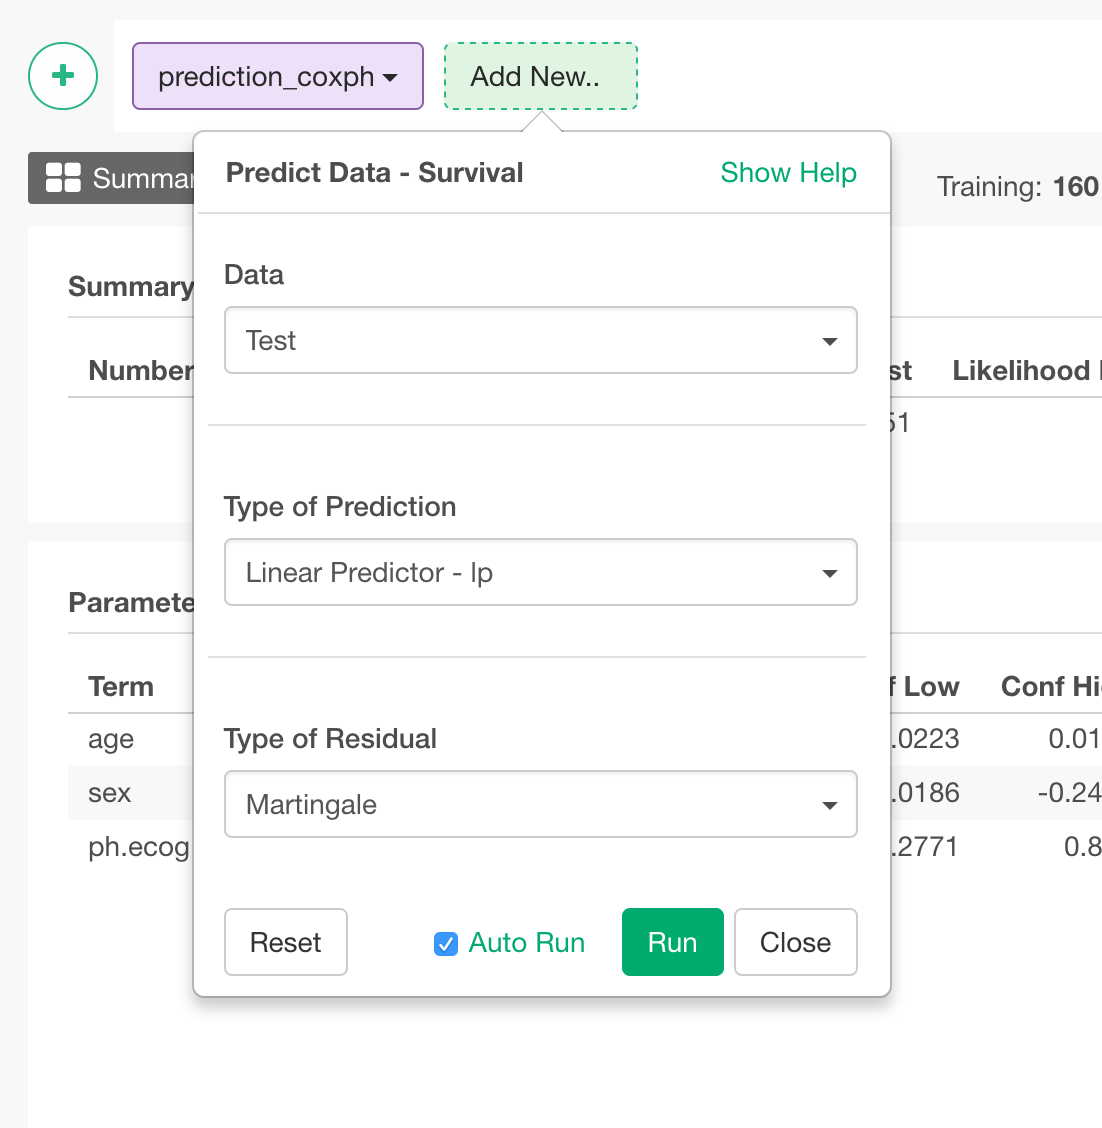 prediction_coxph
Add New..
Predict Data - Survival
Show Help
Summar
Training: 160
Data
Summary
Test
Number
st
Likelihood
51
Type of Prediction
Linear Predictor - lp
Paramete
Term
f Low
Conf Hi
Type of Residual
age
.0223
0.01
sex
.0186
-0.24
Martingale
ph.ecog
.2771
0.8
Reset
Auto Run
Run
Close